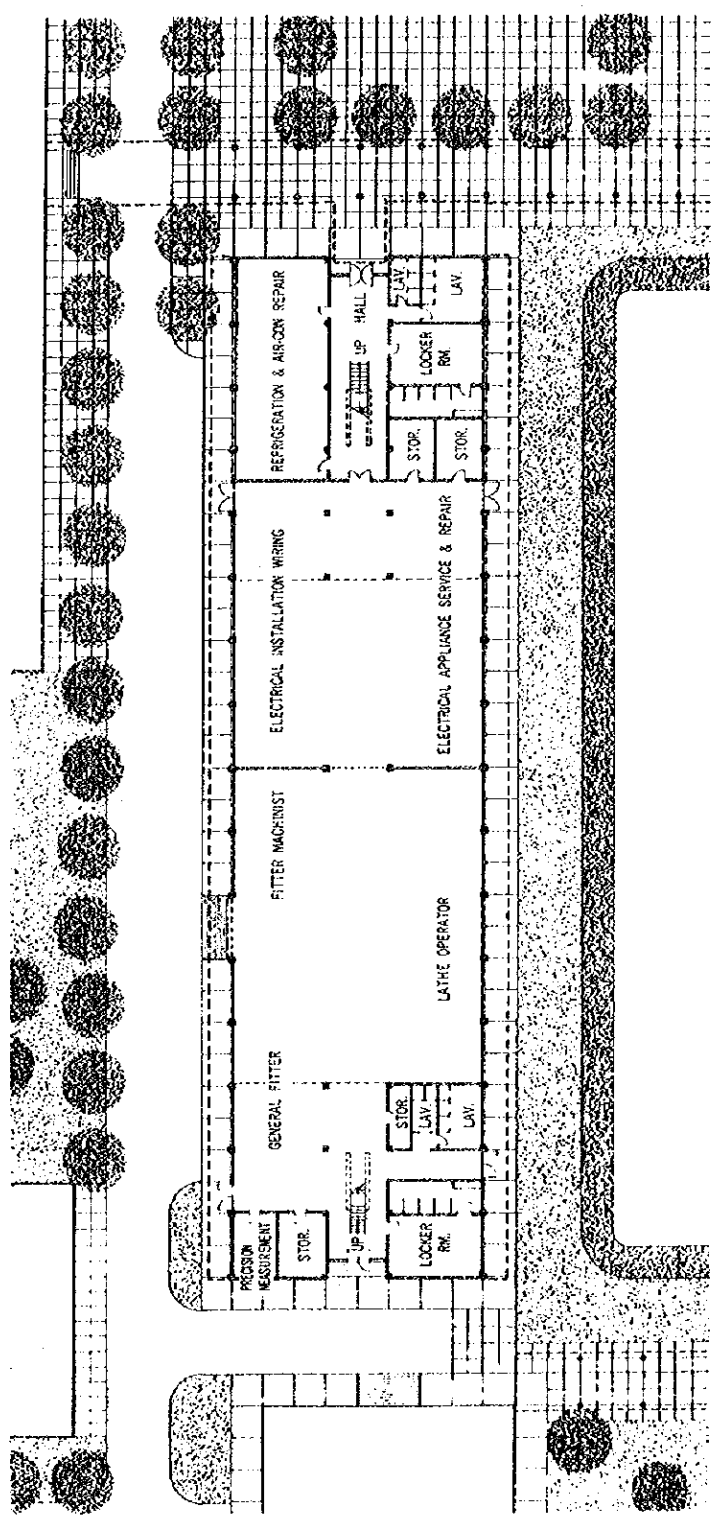 PRECISION
MEASUREMENT
GENERAL FITTER
FITTER MACHINIST
ELECTRICAL INSTALLATION WIRING
REPRIGERATION & AIR-CON REPAIR
STOR.
UP
UP
HALL
LOCKER
RM.
STOR.
LAV.
LAV.
LATHE OPERATOR
ELECTRICAL APPLIANCE SERVICE & REPAIR
STOR.
STOR.
LOCKER
RM.
LAV.
LAV.